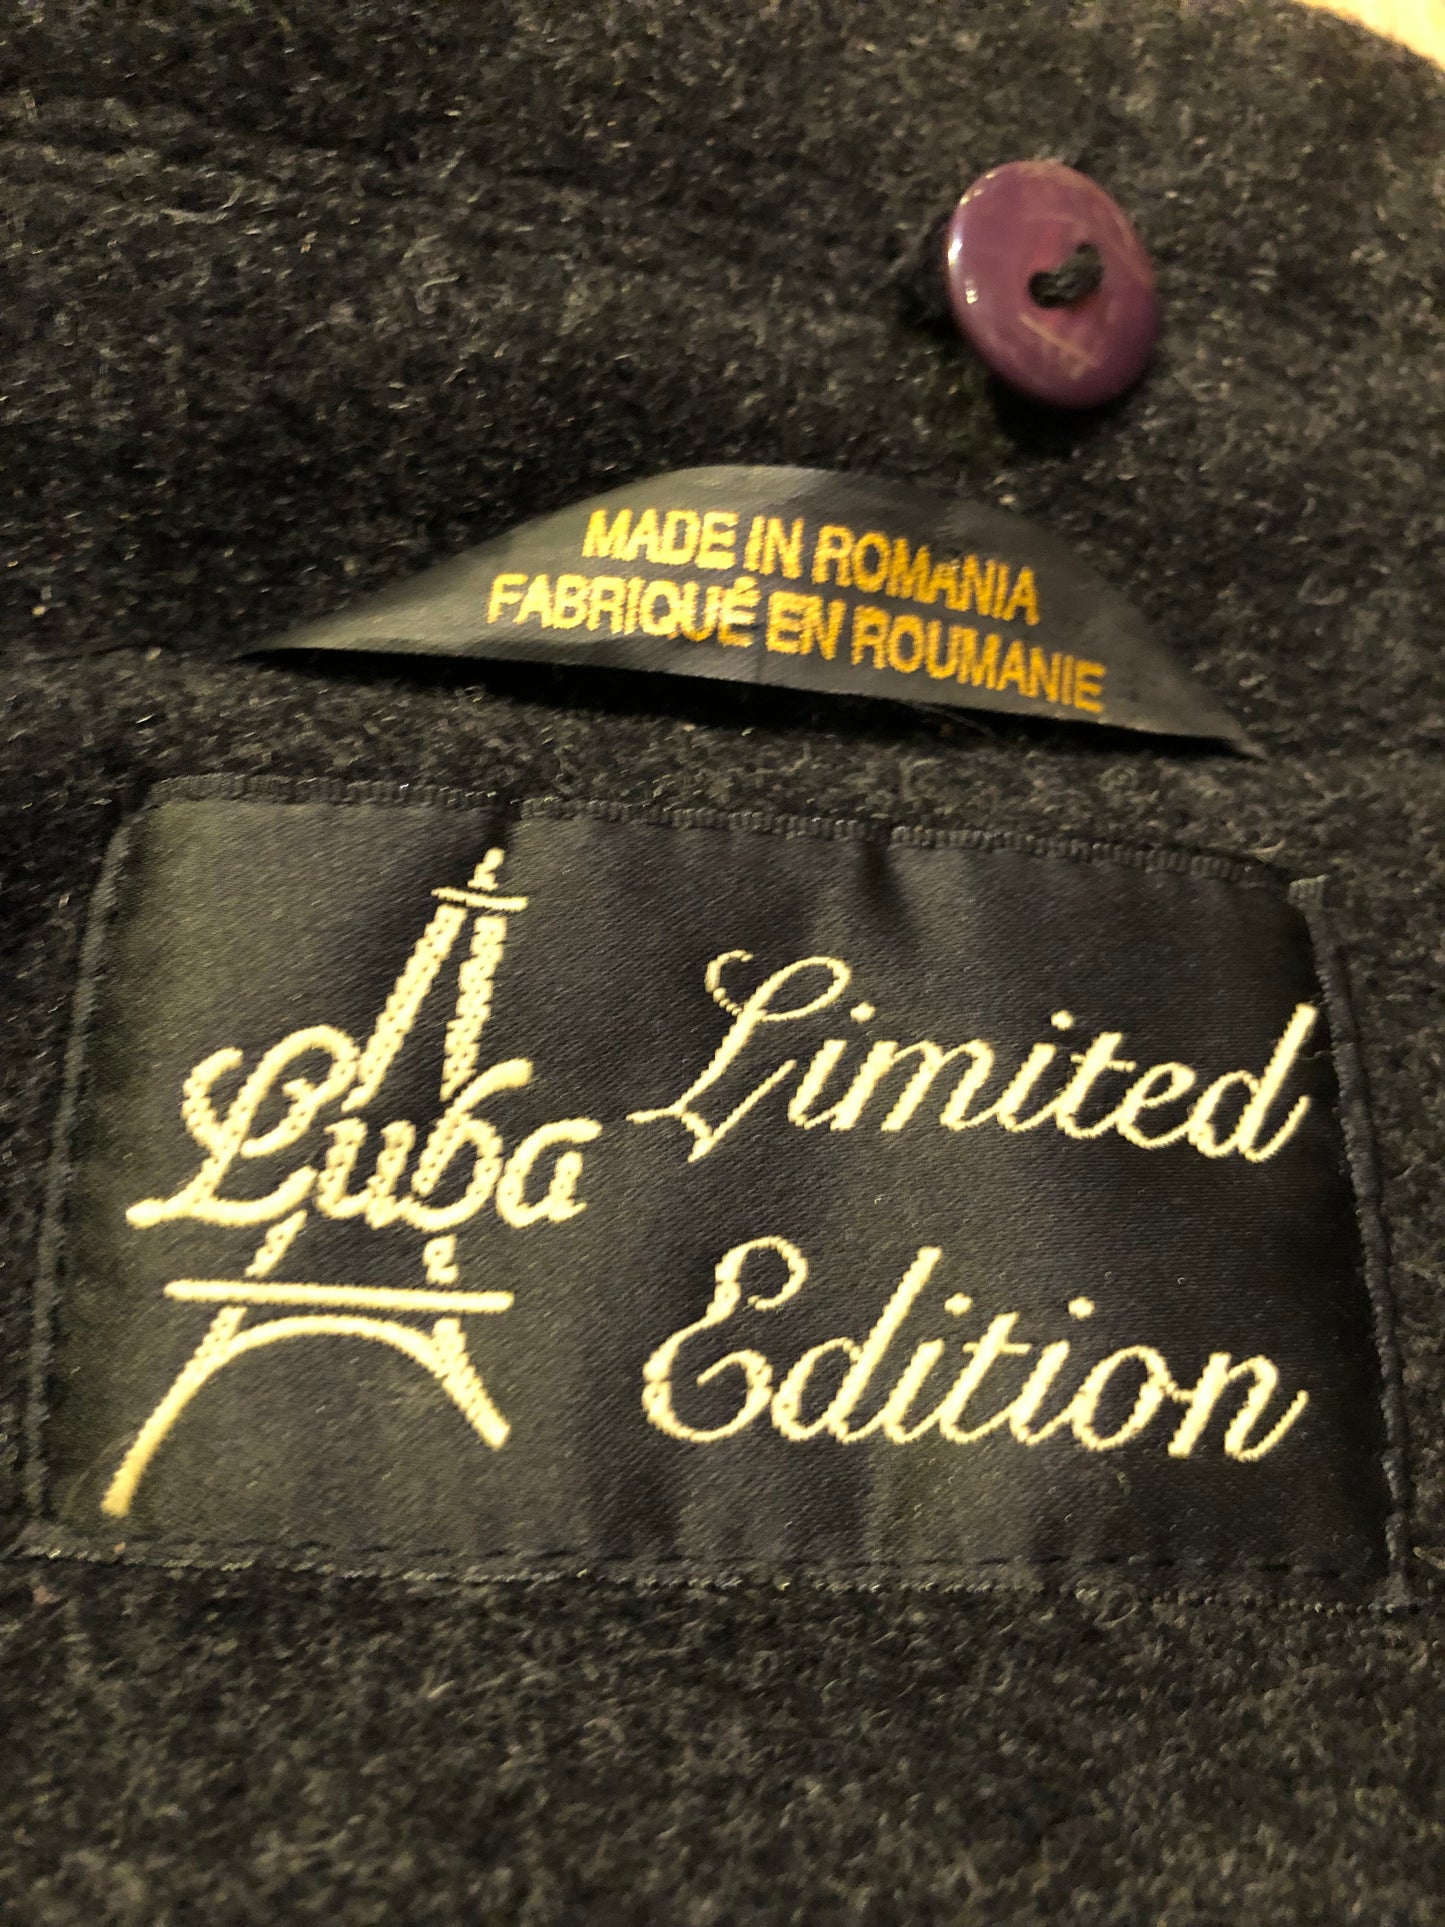 MADE IN ROMANIA
FABRIQUÉ EN ROUMANIE
Luba
Limited
Edition